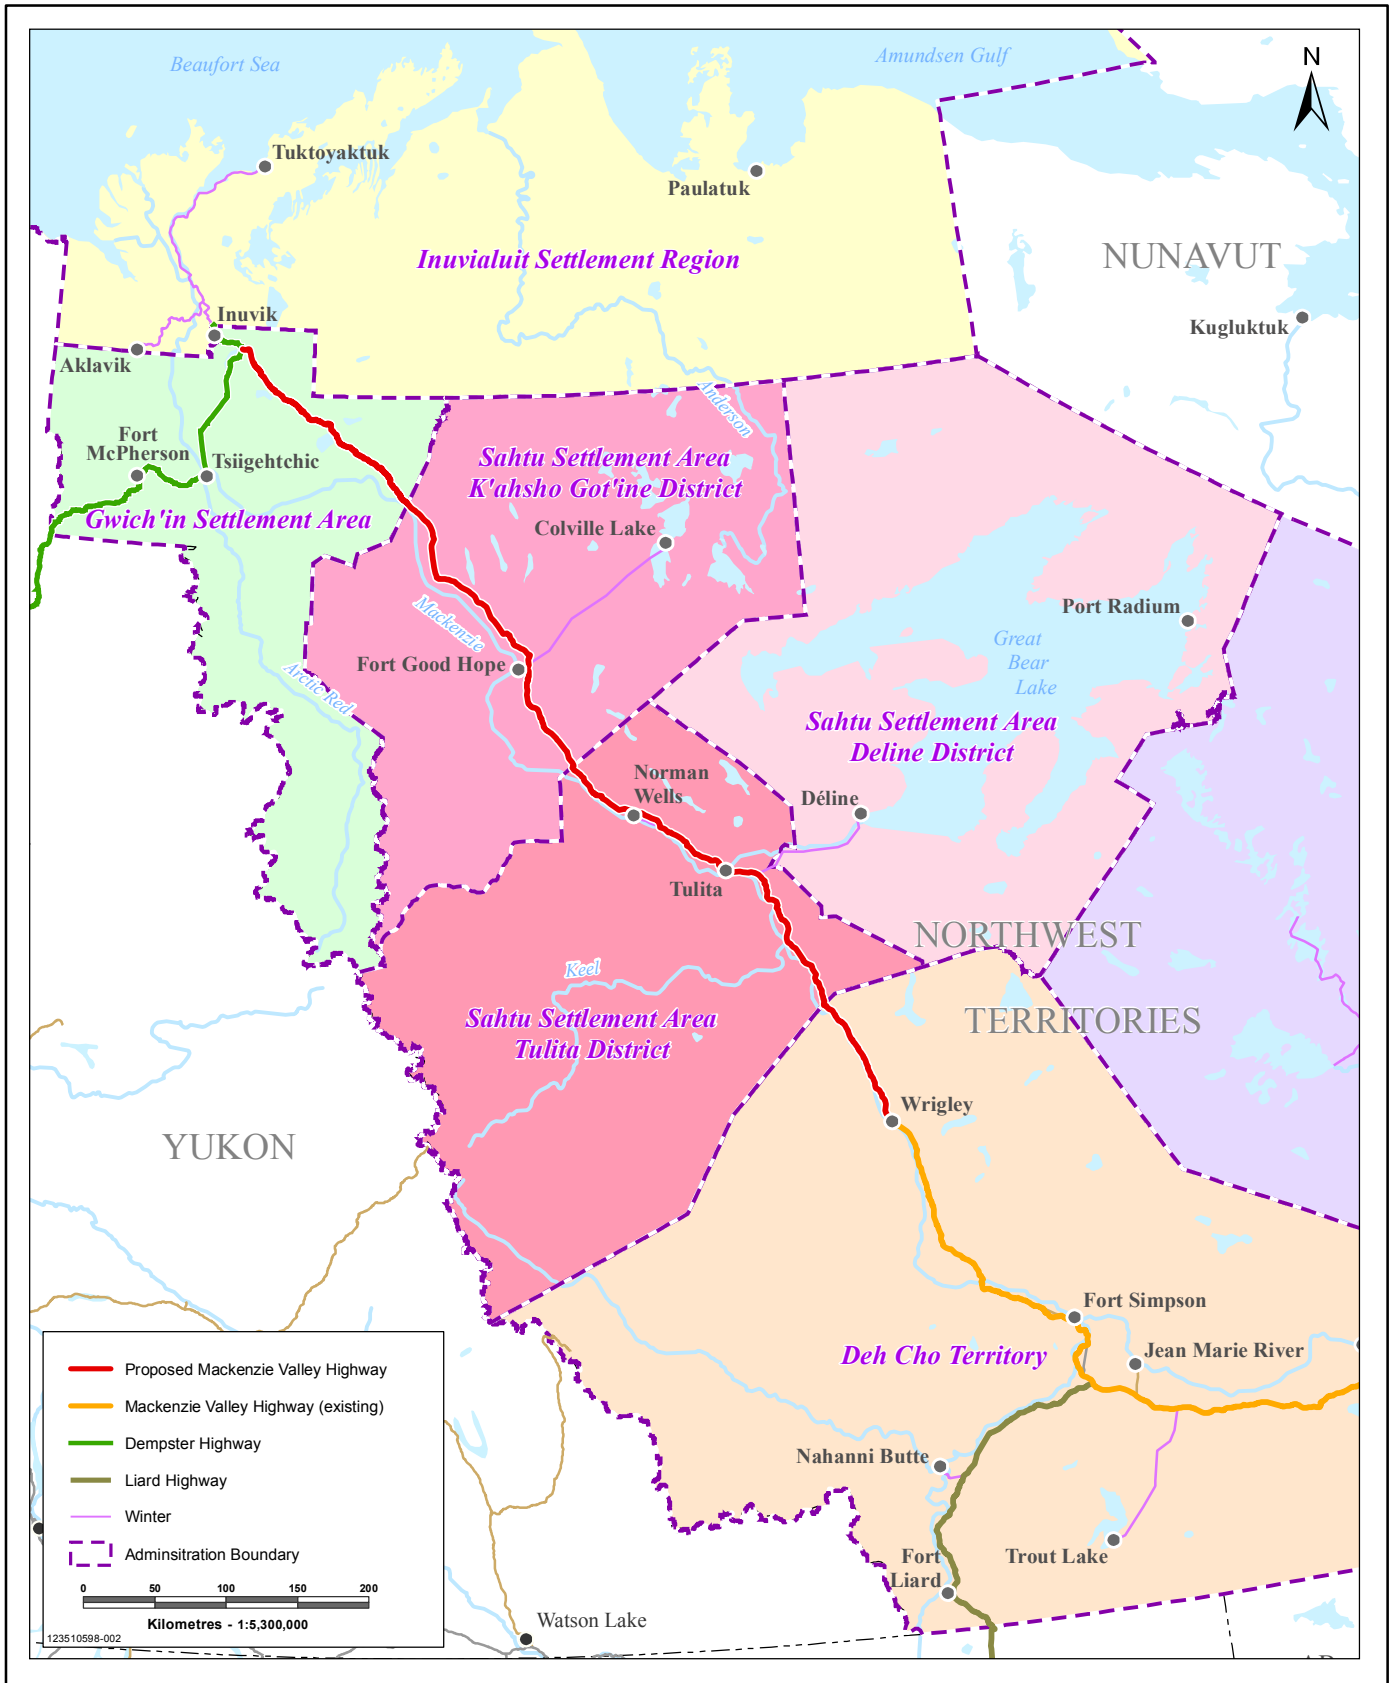 Beaufort Sea
Amundsen Gulf
N
Tuktoyaktuk
Paulatuk
Inuvialuit Settlement Region
NUNAVUT
Inuvik
Kugluktuk
Aklavik
Anderson
Fort
McPherson
Tsiigehtchic
Sahtu Settlement Area
K'ahsho Got'ine District
Gwich'in Settlement Area
Colville Lake
Mackenzie
Port Radium
Great
Bear
Lake
Fort Good Hope
Arctic Red
Sahtu Settlement Area
Deline District
Norman
Wells
Déline
Tulita
NORTHWEST
Keel
Sahtu Settlement Area
Tulita District
TERRITORIES
Wrigley
YUKON
Fort Simpson
Jean Marie River
Deh Cho Territory
Nahanni Butte
Trout Lake
Fort
Liard
Watson Lake
Proposed Mackenzie Valley Highway
Mackenzie Valley Highway (existing)
Dempster Highway
Liard Highway
Winter
Adminsitration Boundary
0 50 100 150 200
Kilometres - 1:5,300,000
123510598-002